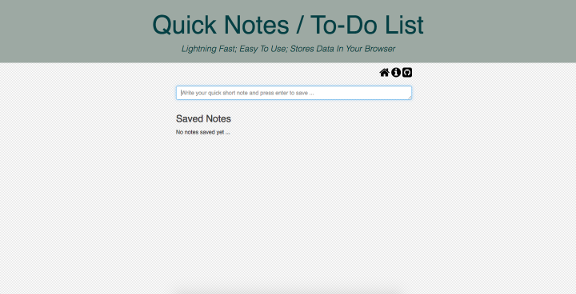 Quick Notes / To-Do List
Lightning Fast; Easy To Use; Stores Data In Your Browser
Write your quick short note and press enter to save ...
Saved Notes
No notes saved yet ...